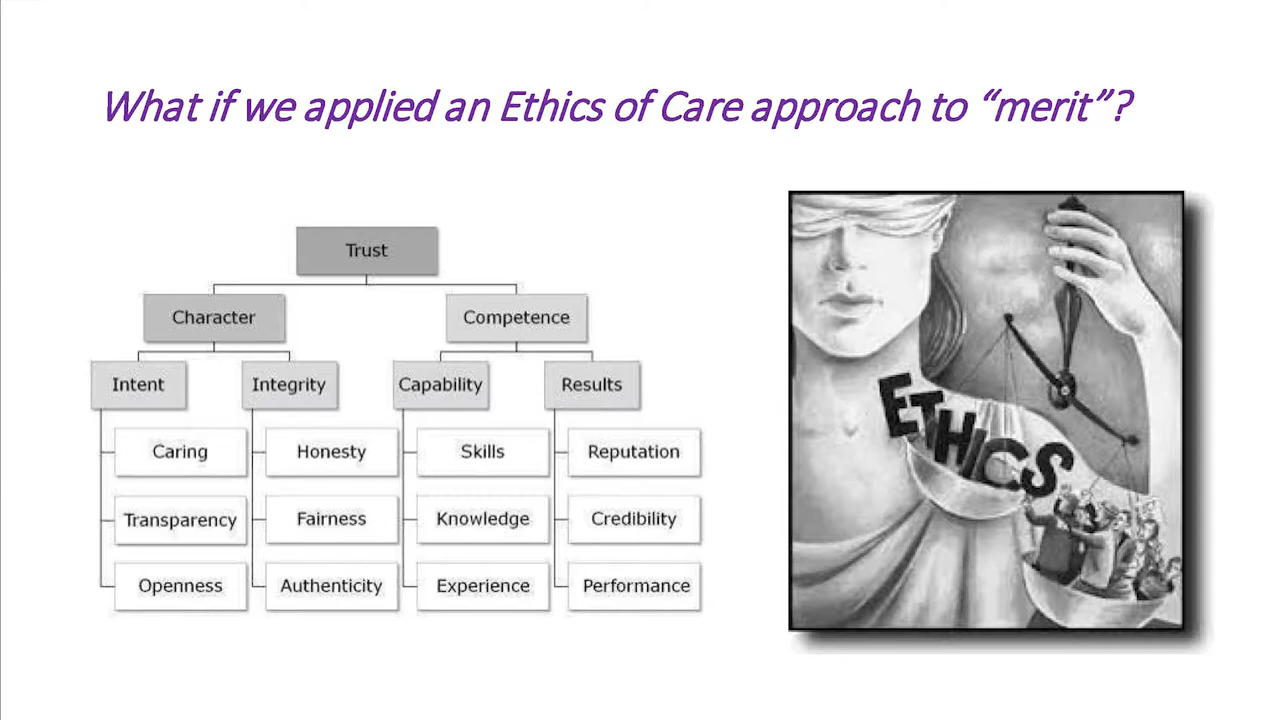 What if we applied an Ethics of Care approach to “merit”?
Trust
Character
Competence
Intent
Integrity
Capability
Results
Caring
Honesty
Skills
Reputation
Transparency
Fairness
Knowledge
Credibility
Openness
Authenticity
Experience
Performance
ETHICS